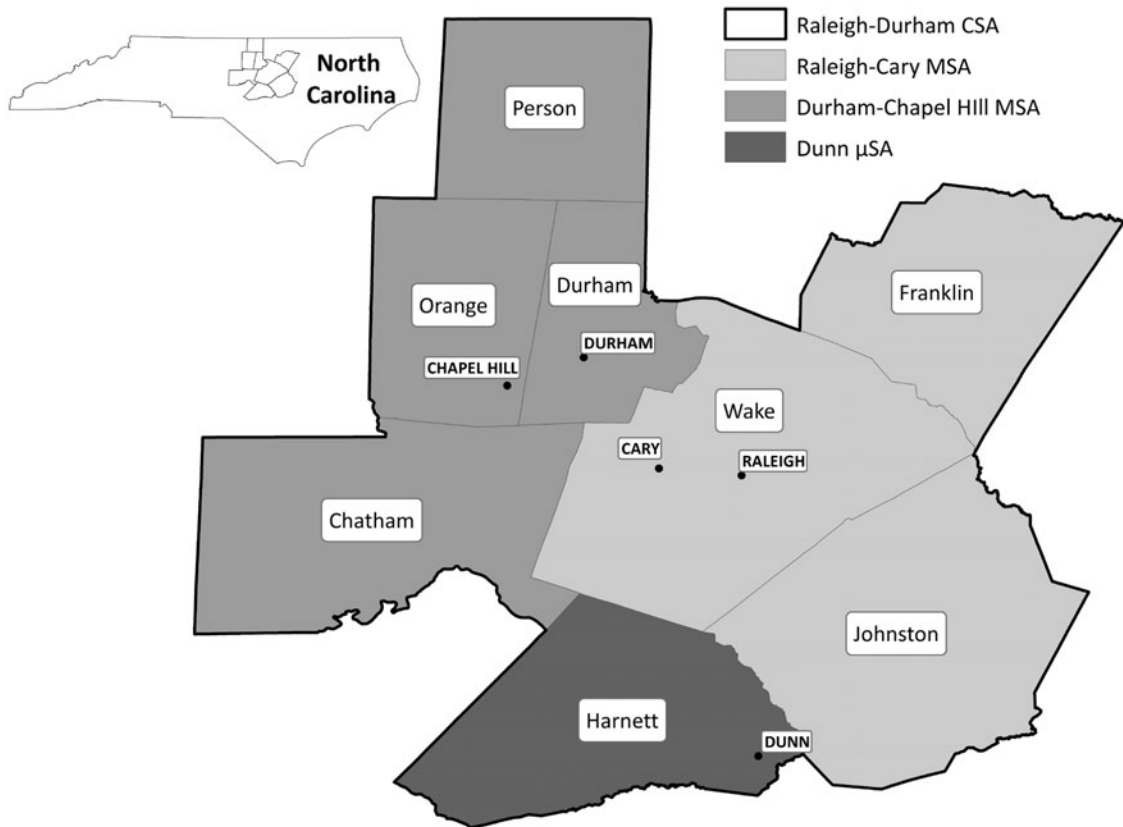 North
Carolina
Raleigh-Durham CSA
Raleigh-Cary MSA
Durham-Chapel HIll MSA
Dunn µSA
Person
Orange
Durham
Franklin
DURHAM
CHAPEL HILL
Wake
CARY
RALEIGH
Chatham
Johnston
Harnett
DUNN